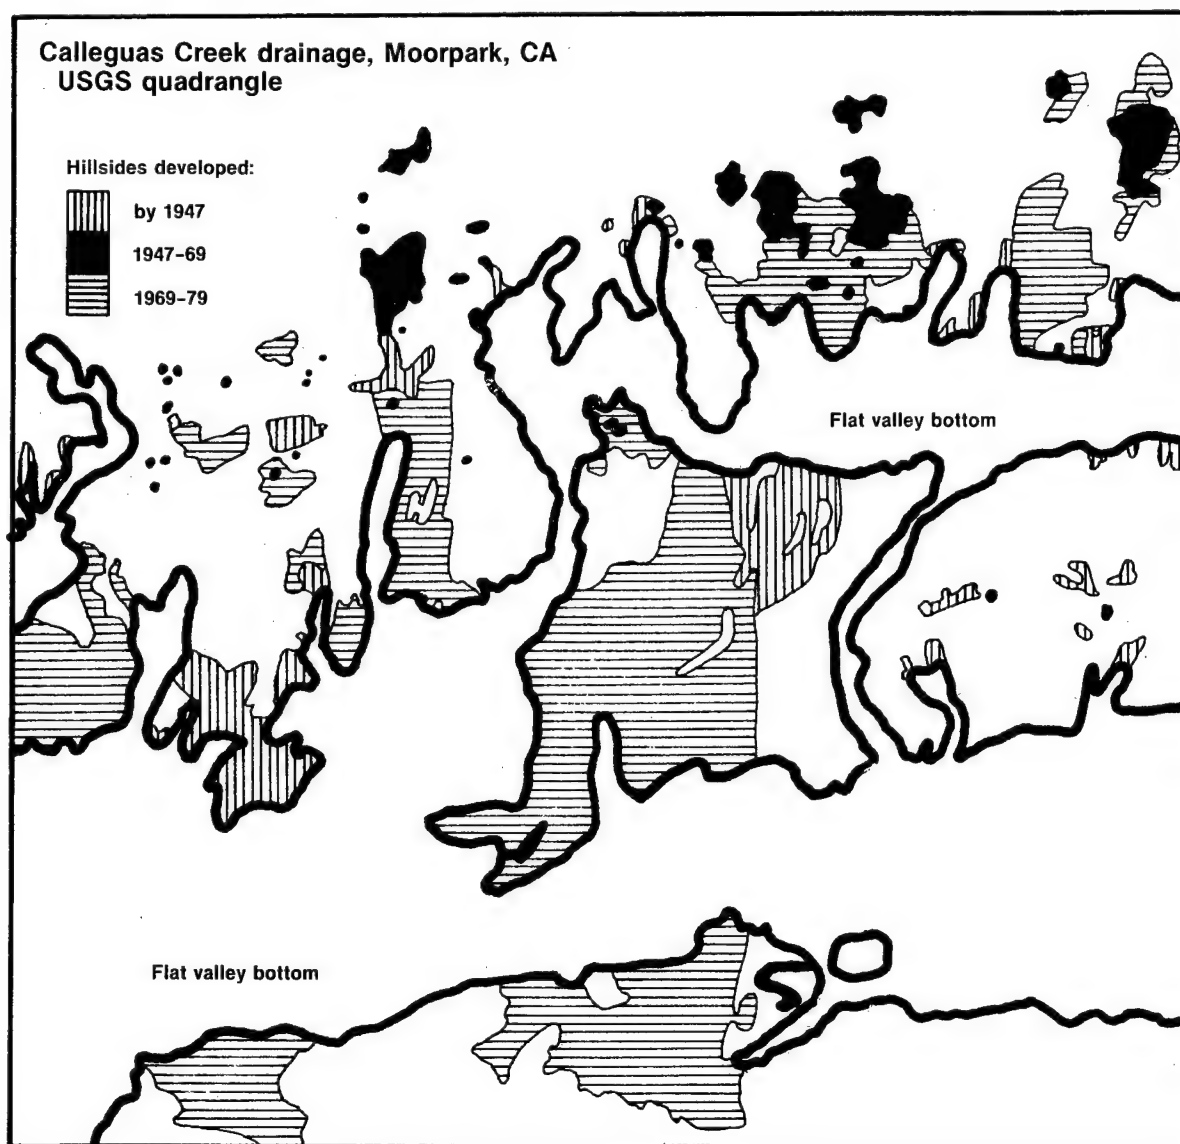 Calleguas Creek drainage, Moorpark, CA
USGS quadrangle
Hillsides developed:
by 1947
1947–69
1969–79
Flat valley bottom
Flat valley bottom